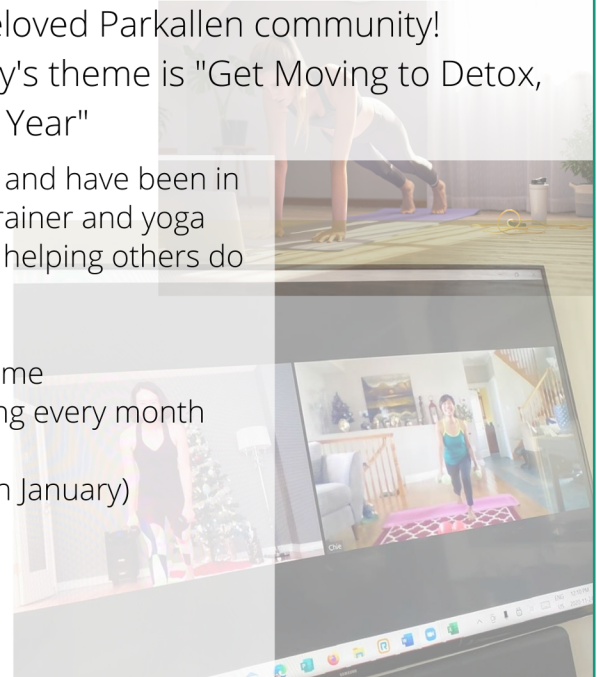 eloved Parkallen community!
y's theme is "Get Moving to Detox,
Year"
and have been in
rainer and yoga
helping others do
me
ng every month
n January)
Chie